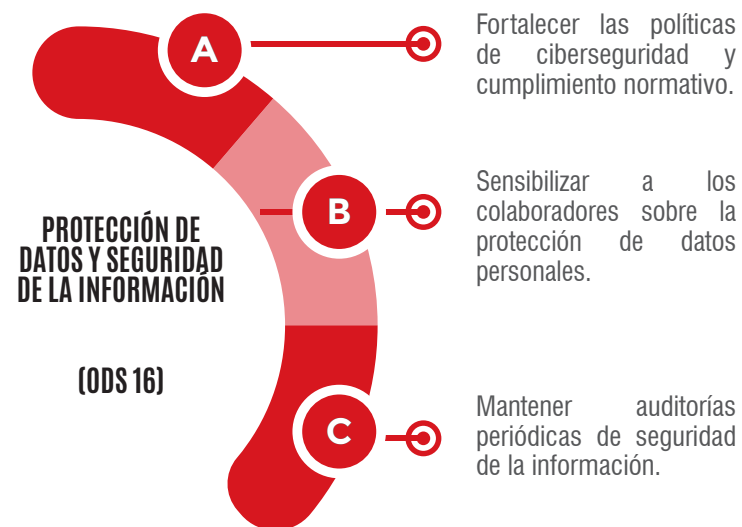 PROTECCIÓN DE
DATOS Y SEGURIDAD
DE LA INFORMACIÓN
(ODS 16)
A
Fortalecer las políticas
de ciberseguridad y
cumplimiento normativo.
B
Sensibilizar a los
colaboradores sobre la
protección de datos
personales.
C
Mantener auditorías
periódicas de seguridad
de la información.